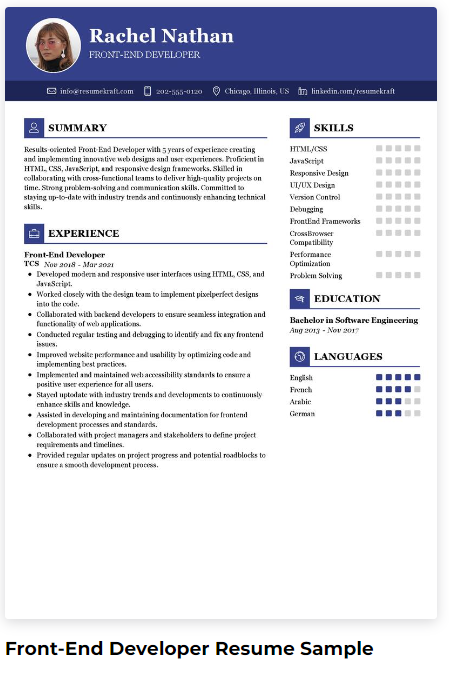 Rachel Nathan
FRONT-END DEVELOPER
info@resumekraft.com
202-555-0120
Chicago, Illinois, US
linkedin.com/resumekraft
SUMMARY
Results-oriented Front-End Developer with 5 years of experience creating
and implementing innovative web designs and user experiences. Proficient in
HTML, CSS, JavaScript, and responsive design frameworks. Skilled in
collaborating with cross-functional teams to deliver high-quality projects on
time. Strong problem-solving and communication skills. Committed to
staying up-to-date with industry trends and continuously enhancing technical
skills.
EXPERIENCE
Front-End Developer
TCS Nov 2018 - Mar 2021
• Developed modern and responsive user interfaces using HTML, CSS, and
JavaScript.
• Worked closely with the design team to implement pixelperfect designs
into the code.
• Collaborated with backend developers to ensure seamless integration and
functionality of web applications.
• Conducted regular testing and debugging to identify and fix any frontend
issues.
• Improved website performance and usability by optimizing code and
implementing best practices.
• Implemented and maintained web accessibility standards to ensure a
positive user experience for all users.
• Stayed uptodate with industry trends and developments to continuously
enhance skills and knowledge.
• Assisted in developing and maintaining documentation for frontend
development processes and standards.
• Collaborated with project managers and stakeholders to define project
requirements and timelines.
• Provided regular updates on project progress and potential roadblocks to
ensure a smooth development process.
SKILLS
HTML/CSS
JavaScript
Responsive Design
UI/UX Design
Version Control
Debugging
FrontEnd Frameworks
CrossBrowser
Compatibility
Performance
Optimization
Problem Solving
EDUCATION
Bachelor in Software Engineering
Aug 2013 - Nov 2017
LANGUAGES
English
French
Arabic
German
Front-End Developer Resume Sample